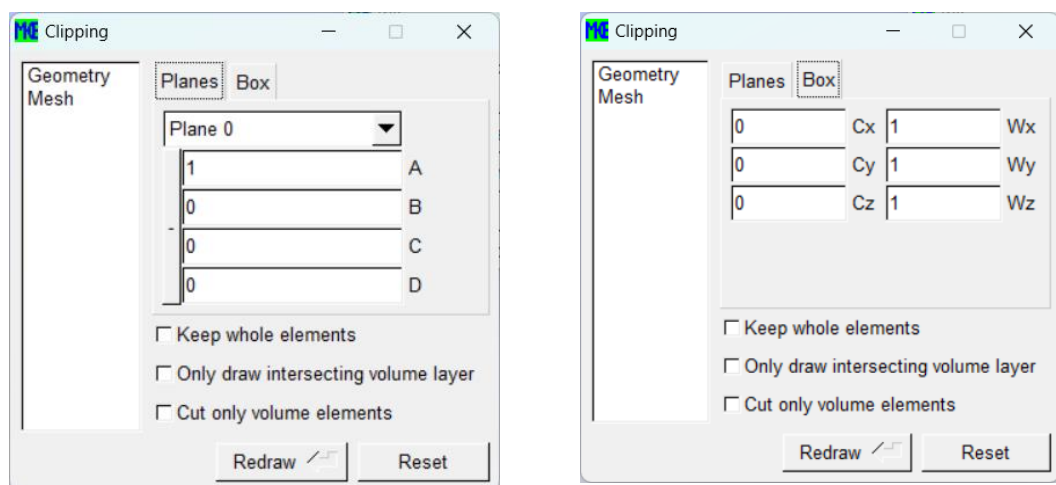 MKE Clipping
Geometry
Mesh
Planes Box
Plane 0
1 A
0 B
- 0 C
0 D
Keep whole elements
Only draw intersecting volume layer
Cut only volume elements
Redraw Reset
MKE Clipping
Geometry
Mesh
Planes Box
0 Cx 1 Wx
0 Cy 1 Wy
0 Cz 1 Wz
Keep whole elements
Only draw intersecting volume layer
Cut only volume elements
Redraw Reset